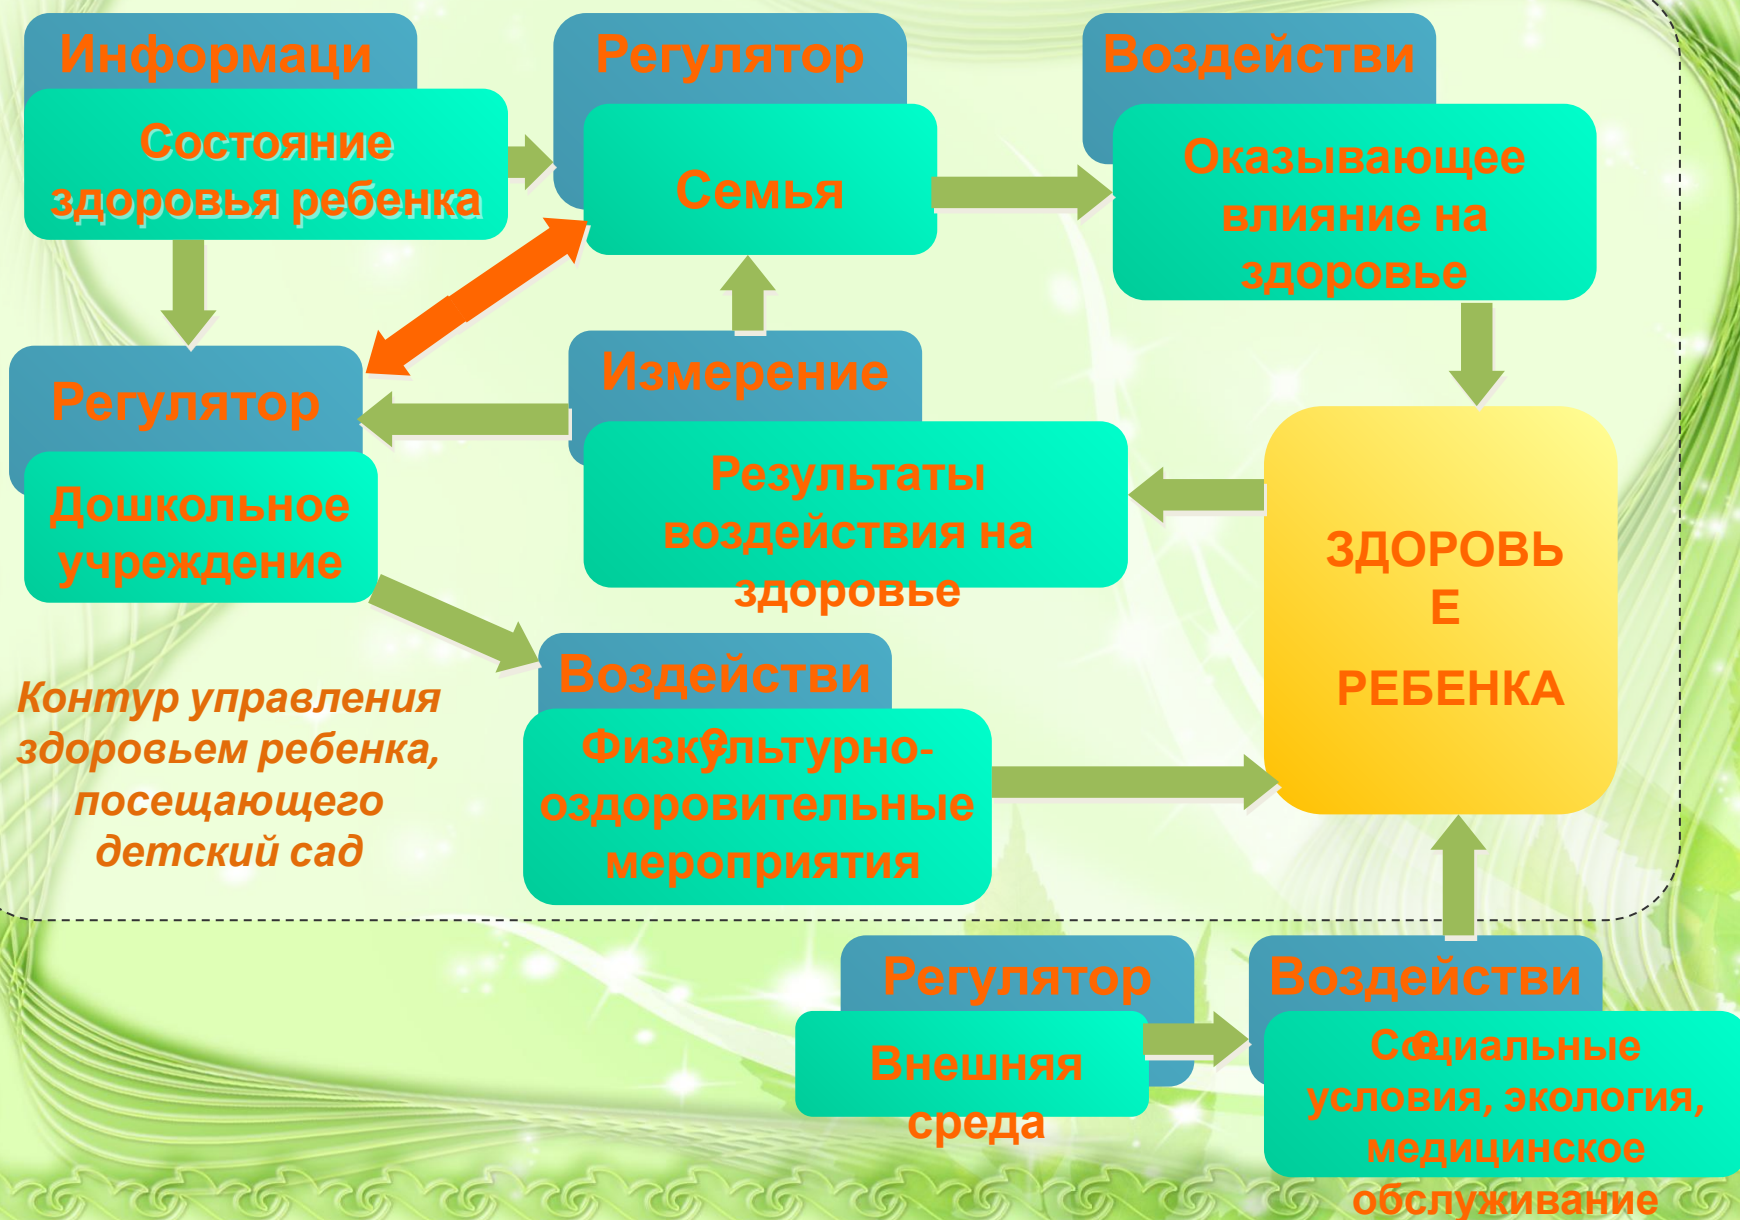 Информаци
Состояние
здоровья ребенка
Регулятор
Семья
Воздействи
Оказывающее
влияние на
здоровье
Регулятор
Дошкольное
учреждение
Измерение
Результаты
воздействия на
здоровье
ЗДОРОВЬ
Е
РЕБЕНКА
Контур управления
здоровьем ребенка,
посещающего
детский сад
Воздействи
е
Физкультурно-
оздоровительные
мероприятия
Регулятор
Внешняя
среда
Воздействи
е
Социальные
условия, экология,
медицинское
обслуживание